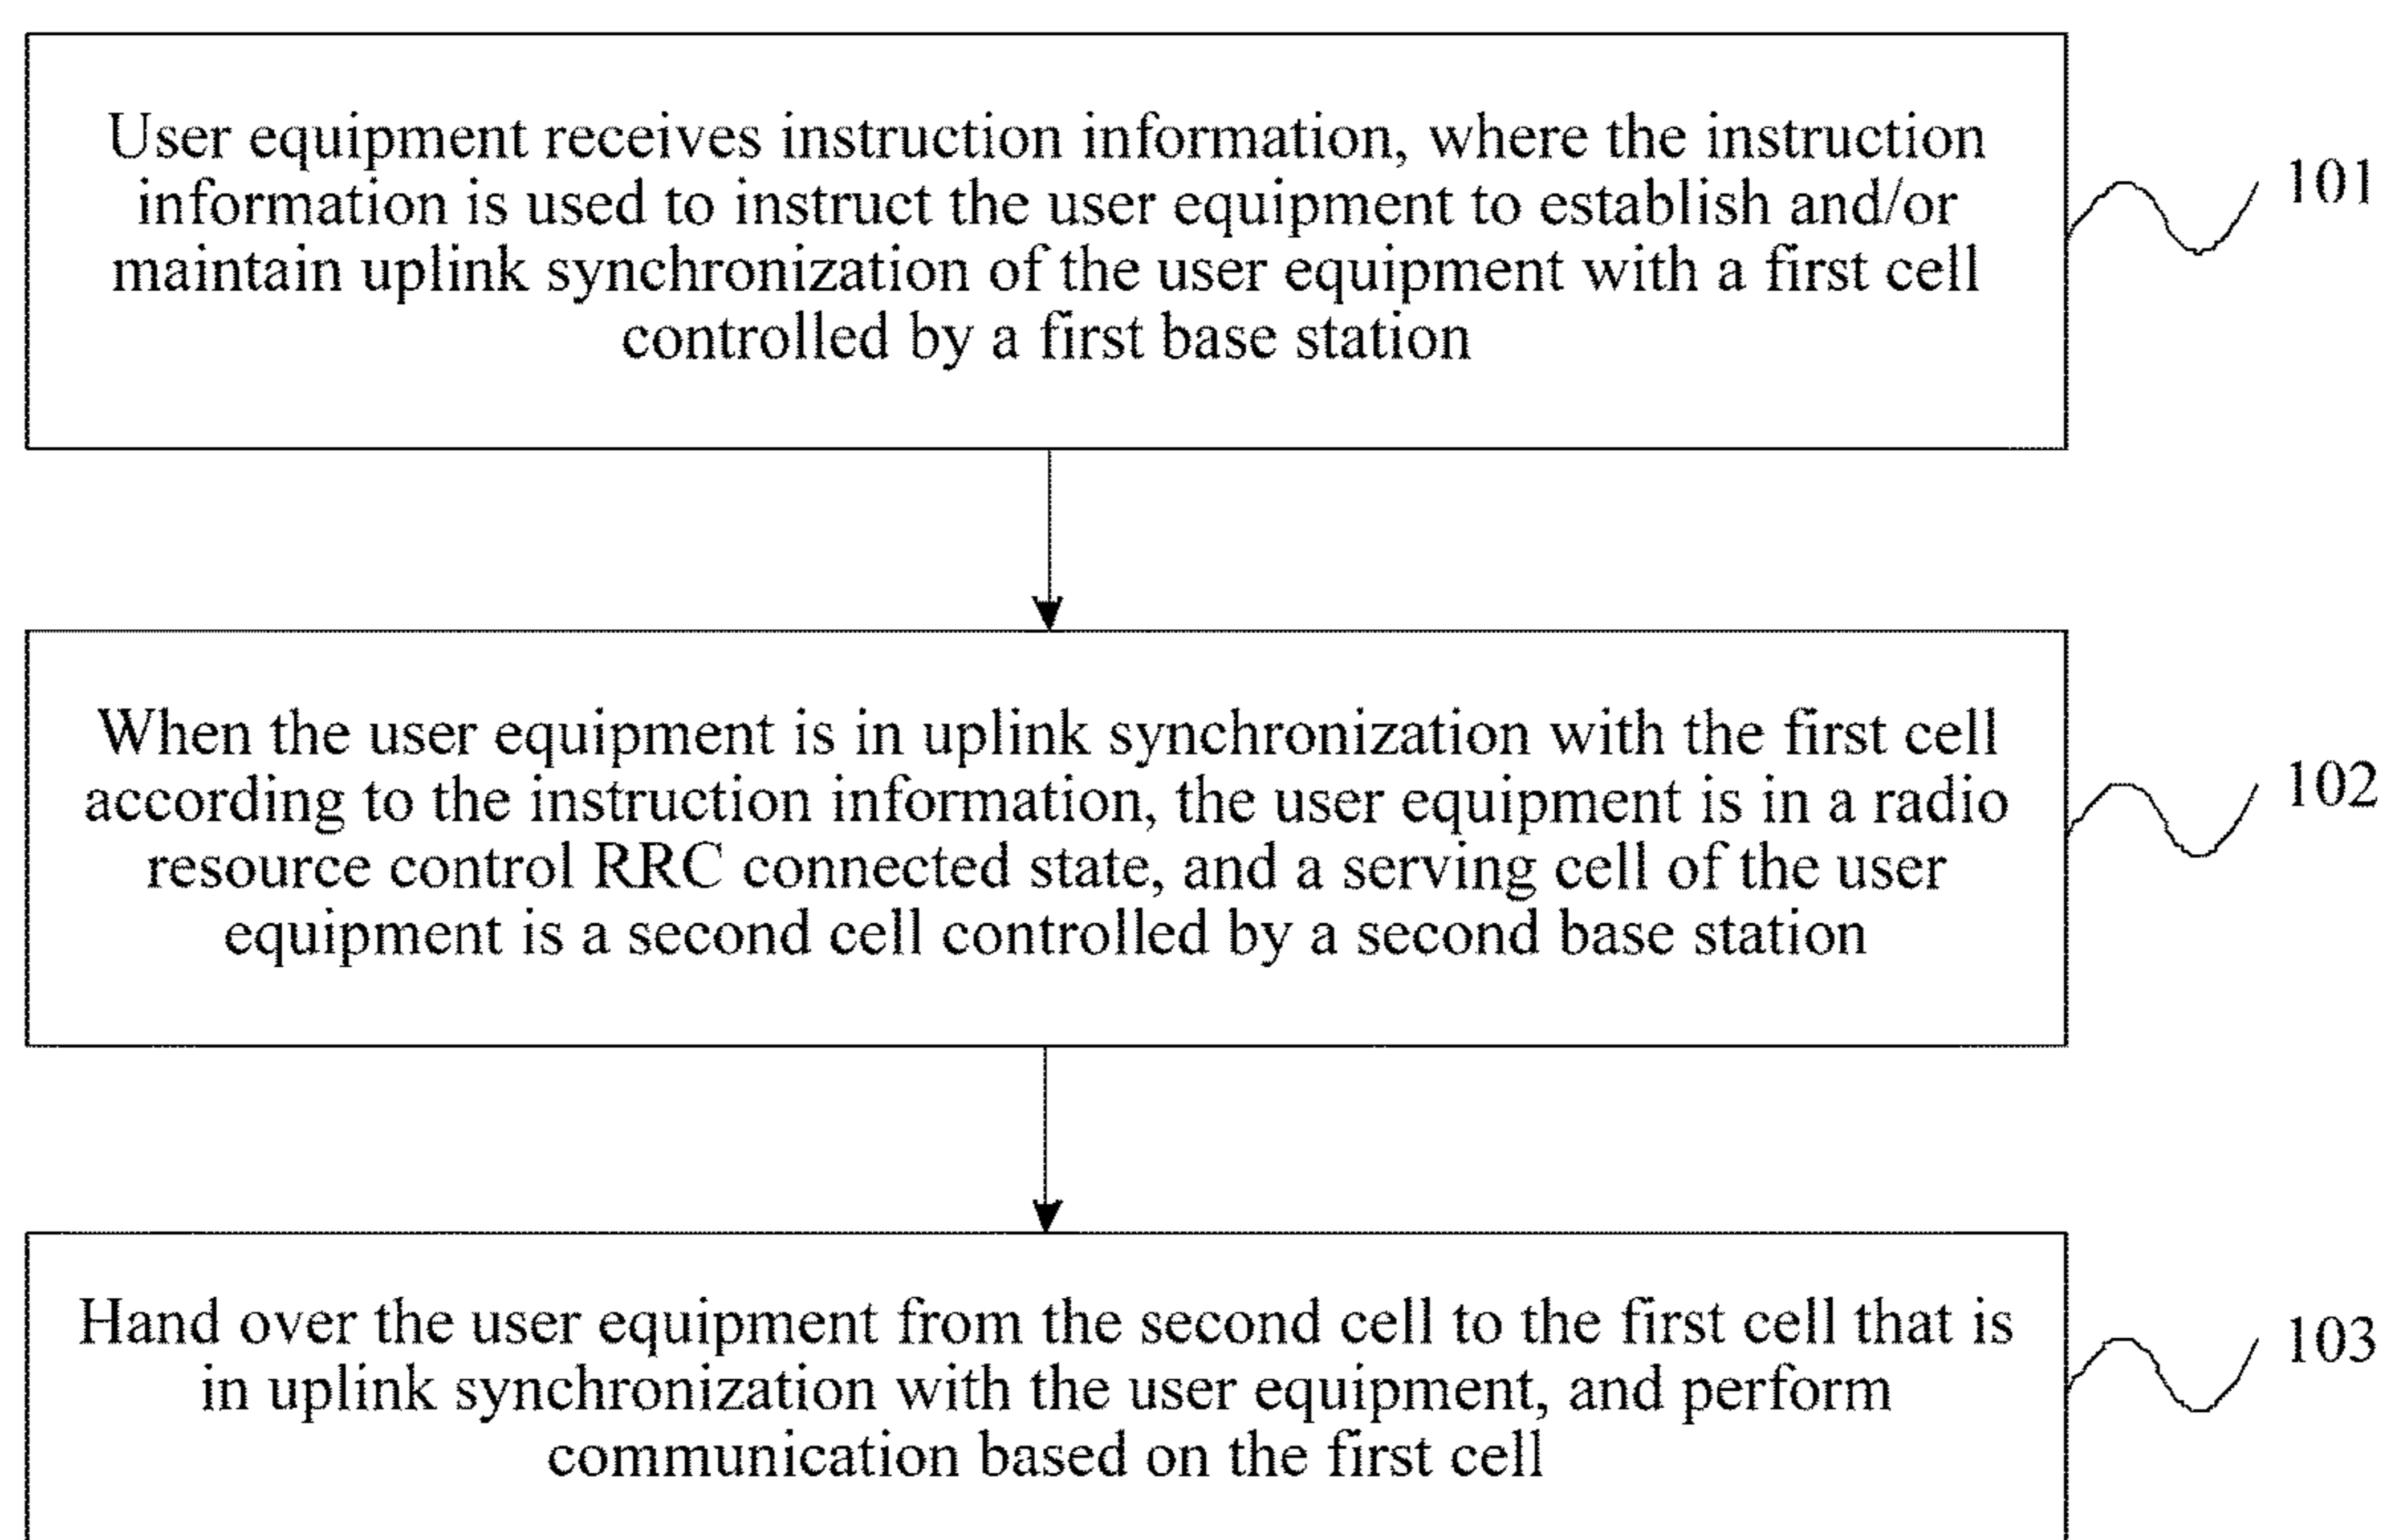 User equipment receives instruction information, where the instruction
information is used to instruct the user equipment to establish and/or
maintain uplink synchronization of the user equipment with a first cell
controlled by a first base station
101
When the user equipment is in uplink synchronization with the first cell
according to the instruction information, the user equipment is in a radio
resource control RRC connected state, and a serving cell of the user
equipment is a second cell controlled by a second base station
102
Hand over the user equipment from the second cell to the first cell that is
in uplink synchronization with the user equipment, and perform
communication based on the first cell
103